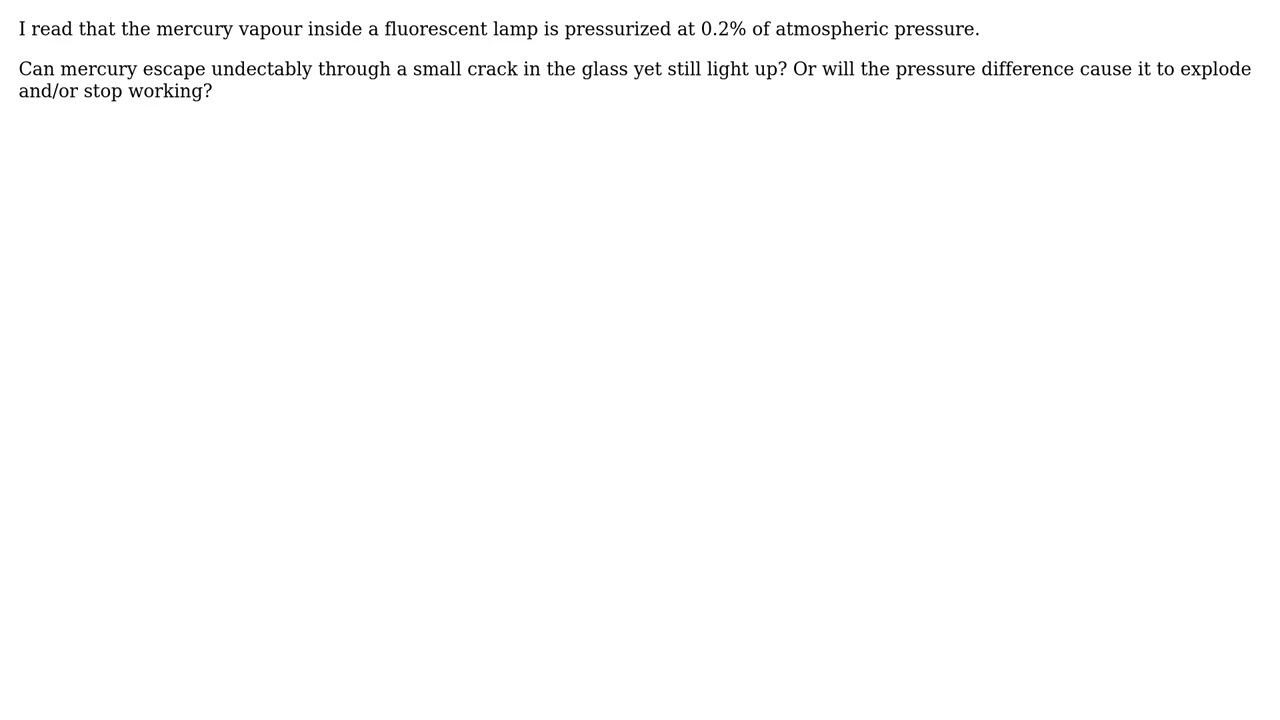 I read that the mercury vapour inside a fluorescent lamp is pressurized at 0.2% of atmospheric pressure.
Can mercury escape undectably through a small crack in the glass yet still light up? Or will the pressure difference cause it to explode
and/or stop working?